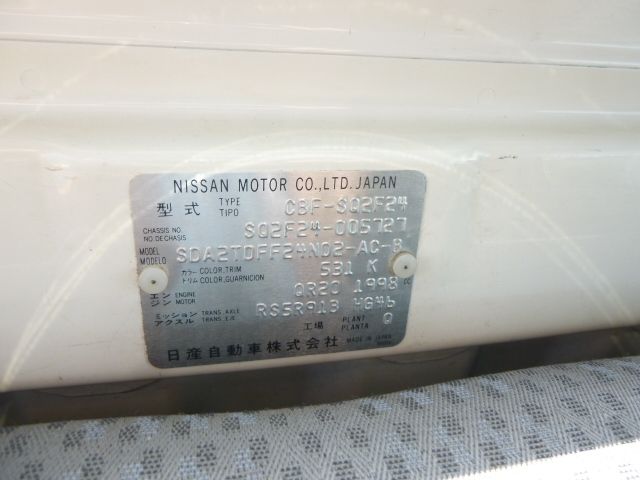 NISSAN MOTOR CO.,LTD.JAPAN
型式 TYPE TIPO CBF-SQ2F24
CHASSIS NO. NO.DE CHASIS SQ2F24-005727
MODEL MODELO SDA2TDFF24ND2-AC-B
カラー COLOR,TRIM トリム COLOR,GUARNICION 531 K
エンジン ENGINE MOTOR QR20 1998 cc
ミッション アクスル TRANS. AXLE TRANS. EJE RS5R91B HG46
工場 PLANT PLANTA Q
日産自動車株式会社 MADE IN JAPAN